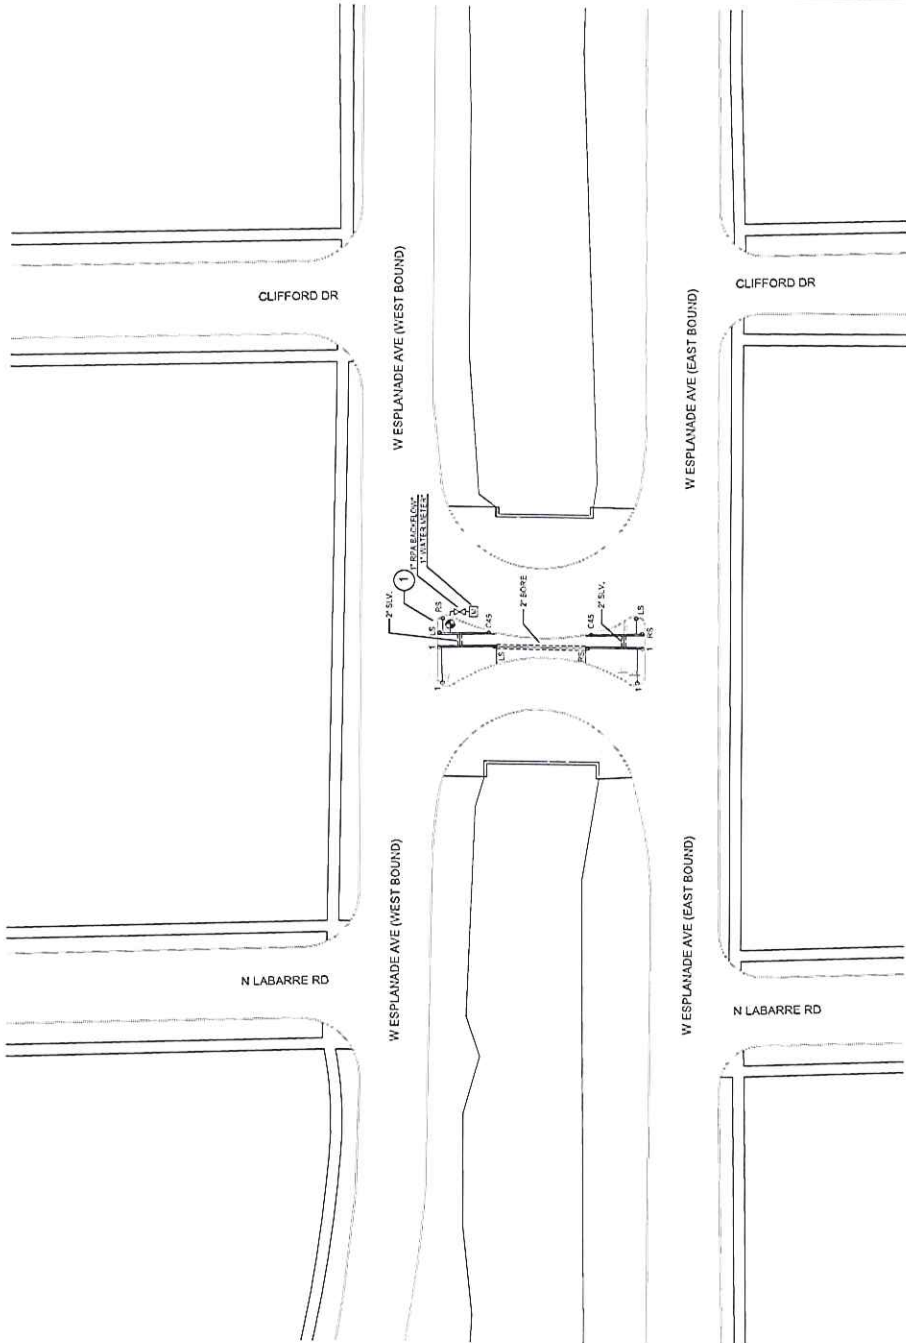 CLIFFORD DR
CLIFFORD DR
W ESPLANADE AVE (WEST BOUND)
W ESPLANADE AVE (EAST BOUND)
1" RPA BACKFLOW*
1" WATER METER*
1
2" SLV.
RS
LS
M
1
C45
2" BORE
C45
2" SLV.
LS
RS
LS
RS
1
1
1
W ESPLANADE AVE (WEST BOUND)
W ESPLANADE AVE (EAST BOUND)
N LABARRE RD
N LABARRE RD